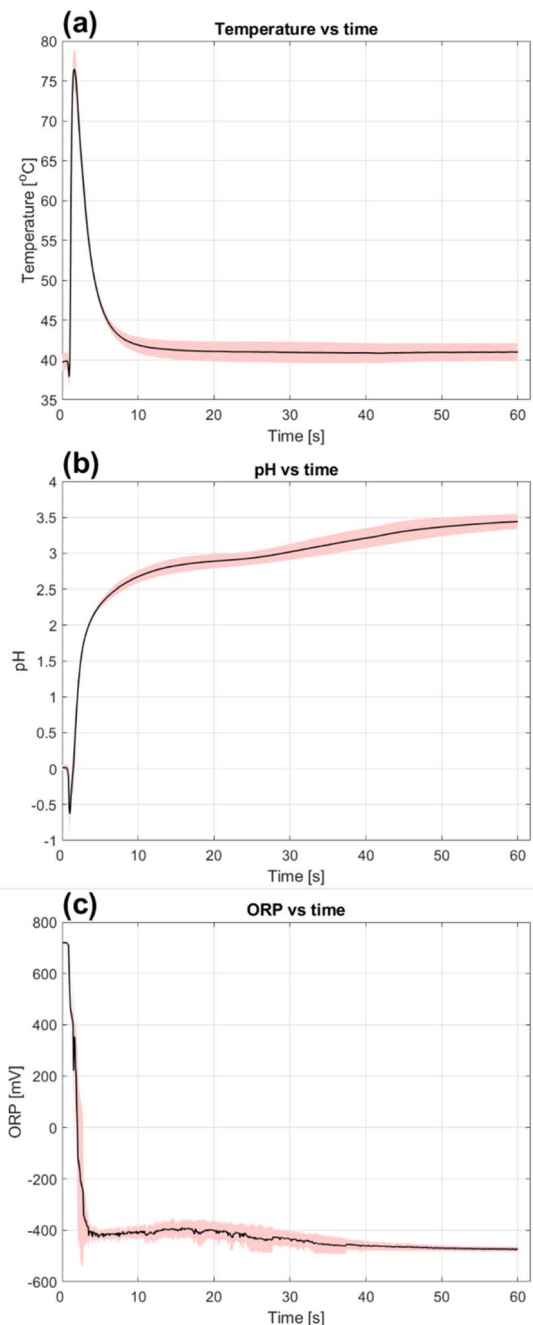 (a)
Temperature vs time
80
75
70
65
60
55
50
45
40
35
Temperature [°C]
0 10 20 30 40 50 60
Time [s]
(b)
pH vs time
4
3.5
3
2.5
2
1.5
1
0.5
0
-0.5
-1
pH
0 10 20 30 40 50 60
Time [s]
(c)
ORP vs time
800
600
400
200
0
-200
-400
-600
ORP [mV]
0 10 20 30 40 50 60
Time [s]